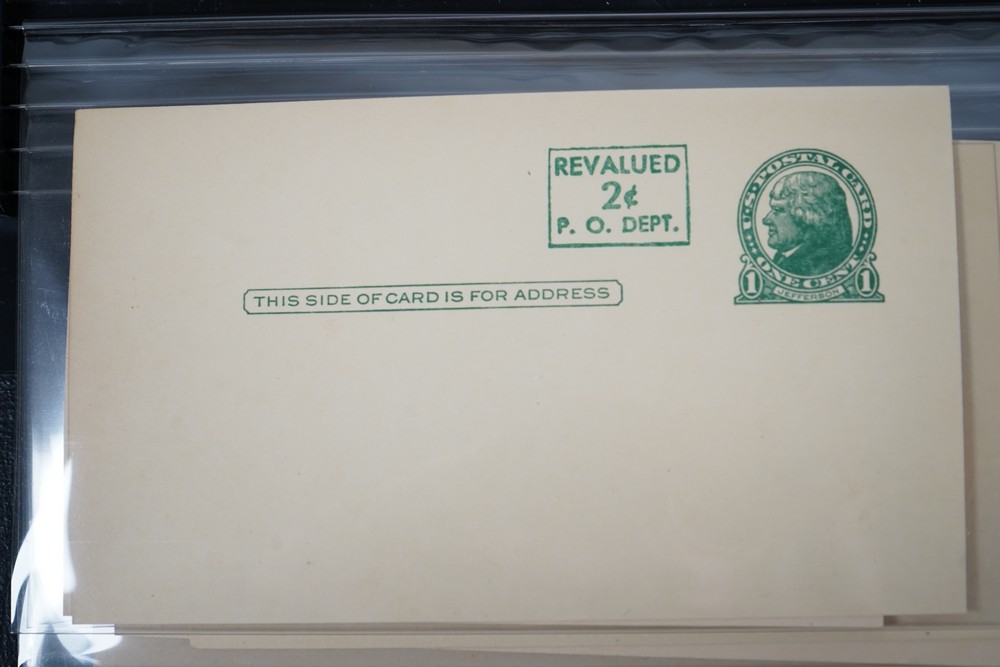 REVALUED
2¢
P. O. DEPT.
U.S. POSTAL CARD
ONE CENT
1 JEFFERSON 1
THIS SIDE OF CARD IS FOR ADDRESS